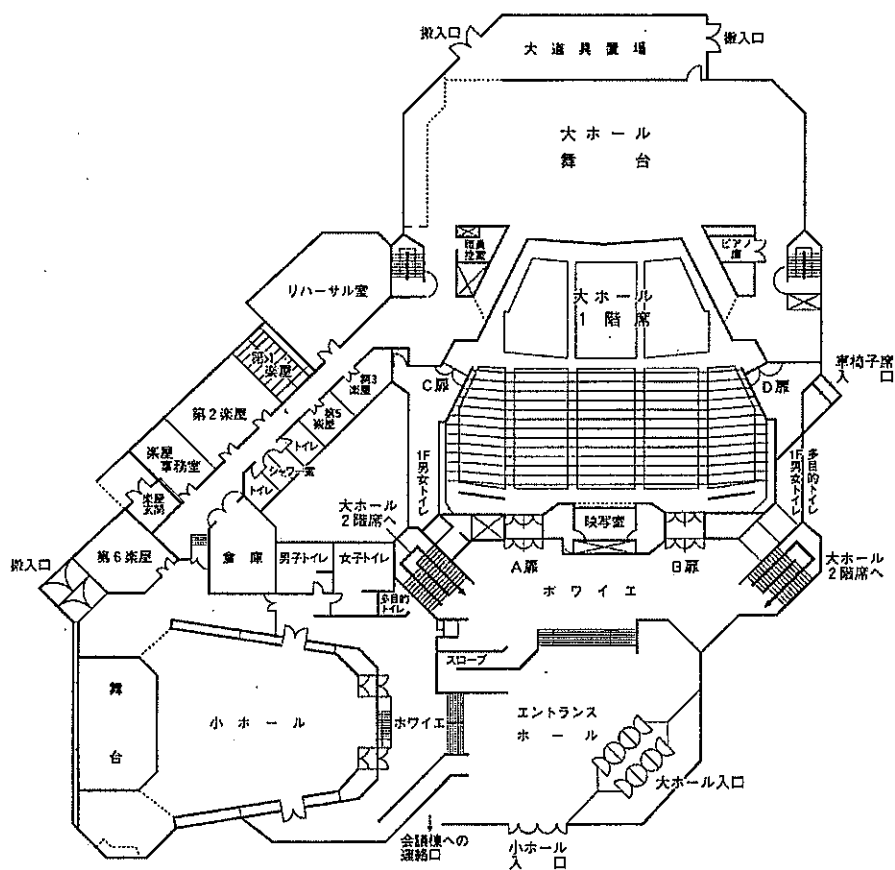 搬入口
大道具置場
搬入口
大ホール
舞台
職員
控室
ピアノ
庫
リハーサル室
大ホール
1階席
第1
楽屋
第3
楽屋
C扉
D扉
車椅子席
入口
第2楽屋
第5
楽屋
トイレ
シャワー室
トイレ
楽屋
事務室
楽屋
玄関
1F男女トイレ
1F男女トイレ
多目的トイレ
大ホール
2階席へ
映写室
搬入口
第6楽屋
倉庫
男子トイレ
女子トイレ
多目的
トイレ
A扉
B扉
大ホール
2階席へ
ホワイエ
スロープ
舞台
小ホール
ホワイエ
エントランス
ホール
大ホール入口
会議棟への
連絡口
小ホール
入口